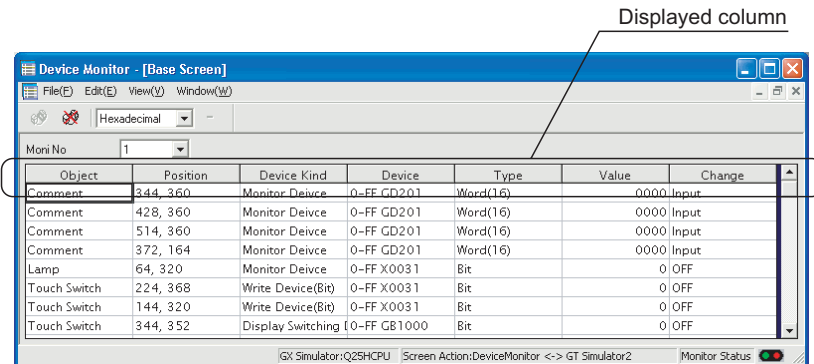 Displayed column
Device Monitor - [Base Screen]
File(F) Edit(E) View(V) Window(W)
Hexadecimal
Moni No 1
Object Position Device Kind Device Type Value Change
Comment 344, 360 Monitor Deivce 0-FF GD201 Word(16) 0000 Input
Comment 428, 360 Monitor Deivce 0-FF GD201 Word(16) 0000 Input
Comment 514, 360 Monitor Deivce 0-FF GD201 Word(16) 0000 Input
Comment 372, 164 Monitor Deivce 0-FF GD201 Word(16) 0000 Input
Lamp 64, 320 Monitor Deivce 0-FF X0031 Bit 0 OFF
Touch Switch 224, 368 Write Device(Bit) 0-FF X0031 Bit 0 OFF
Touch Switch 144, 320 Write Device(Bit) 0-FF X0031 Bit 0 OFF
Touch Switch 344, 352 Display Switching [ 0-FF GB1000 Bit 0 OFF
GX Simulator:Q25HCPU Screen Action:DeviceMonitor <-> GT Simulator2 Monitor Status